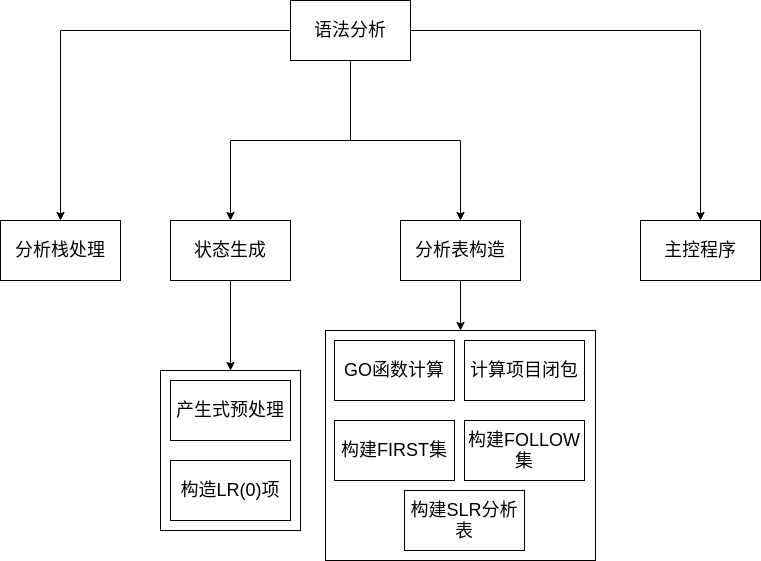 语法分析
分析栈处理
状态生成
分析表构造
主控程序
产生式预处理
构造LR(0)项
GO函数计算
计算项目闭包
构建FIRST集
构建FOLLOW
集
构建SLR分析
表